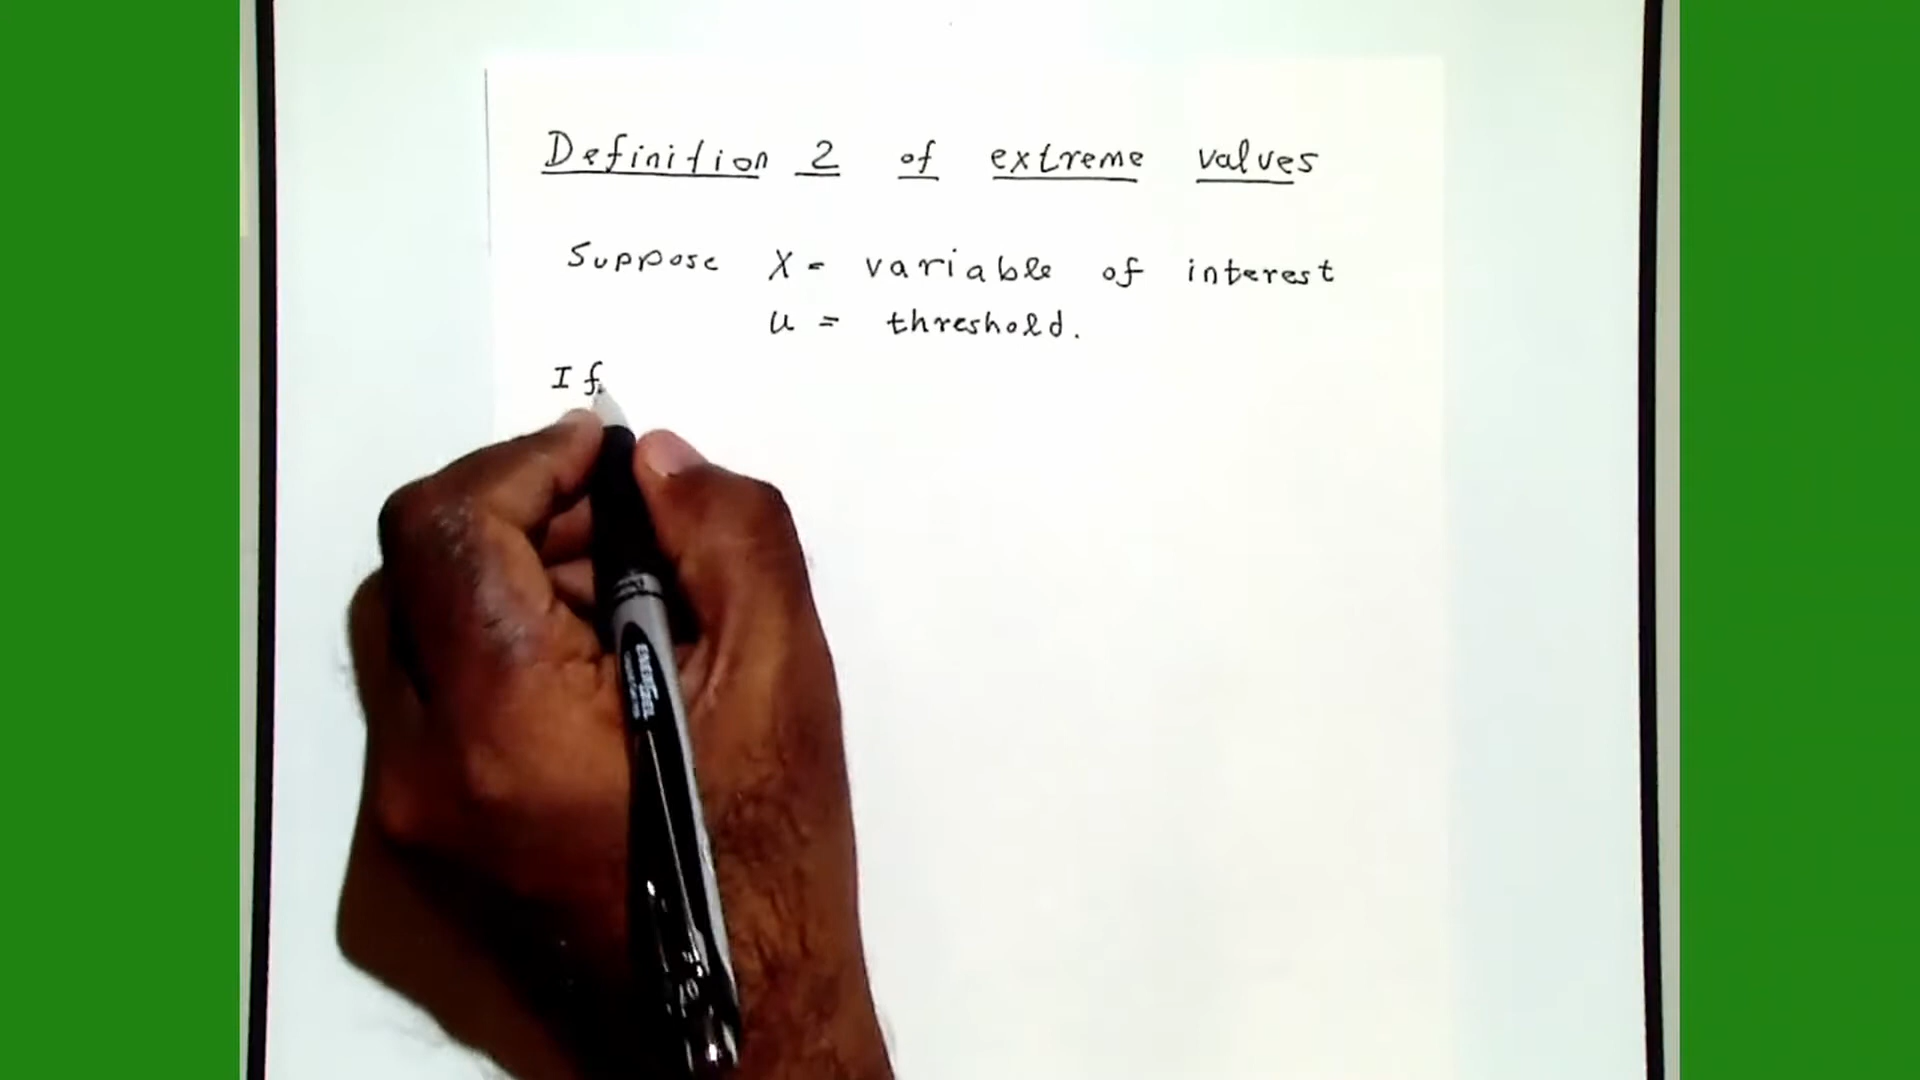 Definition 2 of extreme values
Suppose X = variable of interest
u = threshold.
If